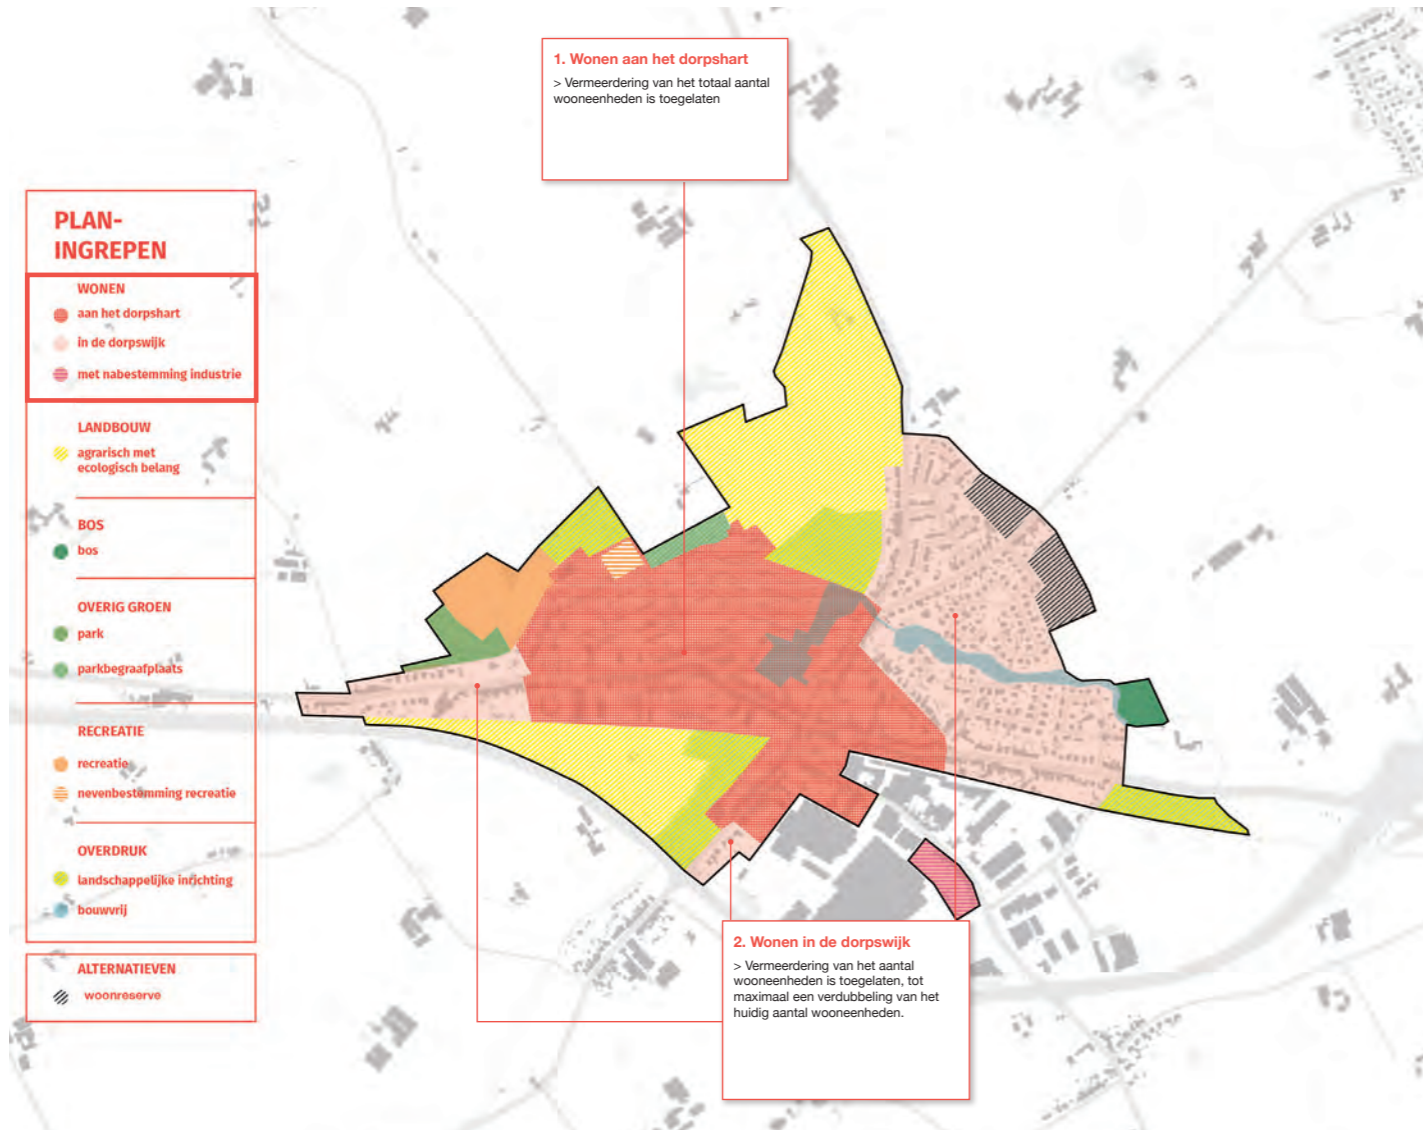 1. Wonen aan het dorpshart
> Vermeerdering van het totaal aantal
wooneenheden is toegelaten
PLAN-
INGREPEN
WONEN
aan het dorpshart
in de dorpswijk
met nabestemming industrie
LANDBOUW
agrarisch met
ecologisch belang
BOS
bos
OVERIG GROEN
park
parkbegraafplaats
RECREATIE
recreatie
nevenbestemming recreatie
OVERDRUK
landschappelijke inrichting
bouwvrij
ALTERNATIEVEN
woonreserve
2. Wonen in de dorpswijk
> Vermeerdering van het aantal
wooneenheden is toegelaten, tot
maximaal een verdubbeling van het
huidig aantal wooneenheden.